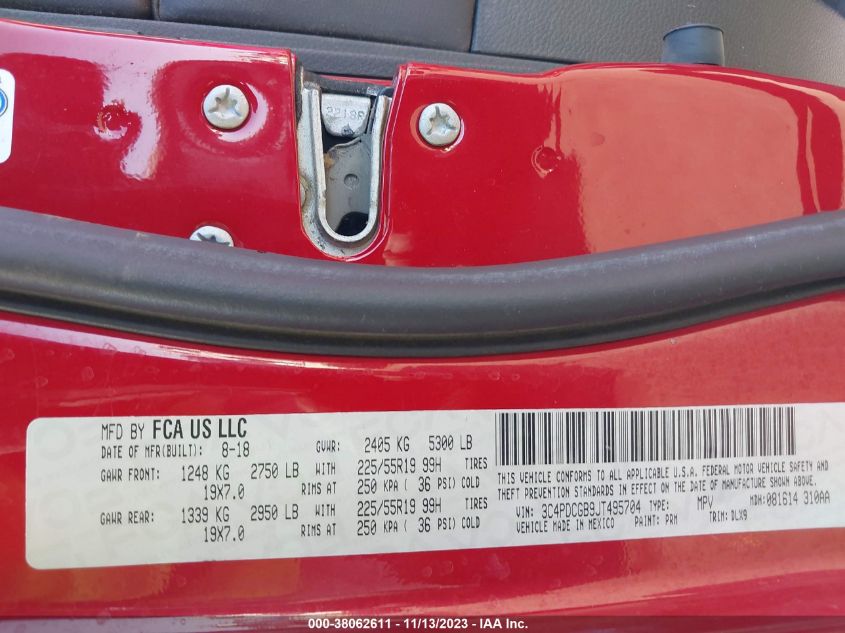 2218R
MFD BY FCA US LLC
DATE OF MFR(BUILT): 8-18 GVWR: 2405 KG 5300 LB
GAWR FRONT: 1248 KG 2750 LB WITH 225/55R19 99H TIRES
19X7.0 RIMS AT 250 KPA ( 36 PSI) COLD
GAWR REAR: 1339 KG 2950 LB WITH 225/55R19 99H TIRES
19X7.0 RIMS AT 250 KPA ( 36 PSI) COLD
THIS VEHICLE CONFORMS TO ALL APPLICABLE U.S.A. FEDERAL MOTOR VEHICLE SAFETY AND
THEFT PREVENTION STANDARDS IN EFFECT ON THE DATE OF MANUFACTURE SHOWN ABOVE.
VIN: 3C4PDCGB9JT495704 TYPE: MPV MDH: 081614 310AA
VEHICLE MADE IN MEXICO PAINT: PRM TRIM: DLX9
000-38062611 - 11/13/2023 - IAA Inc.